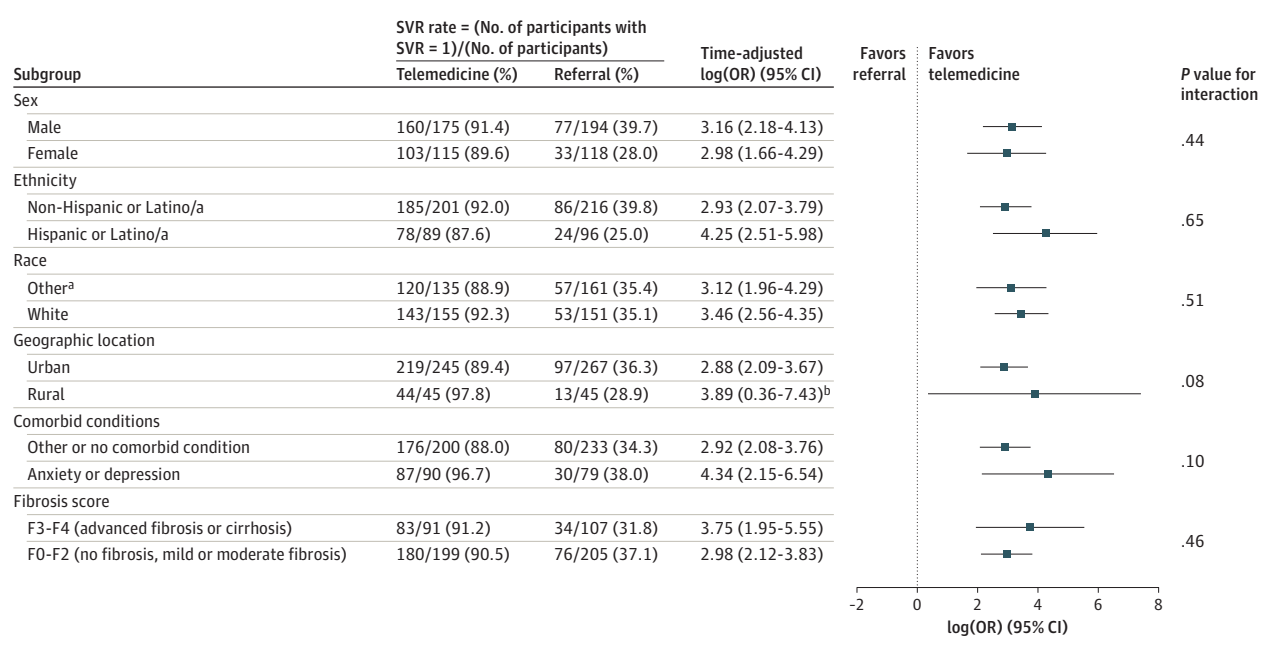 SVR rate = (No. of participants with
SVR = 1)/(No. of participants)
Time-adjusted
log(OR) (95% CI)
Favors
referral
Favors
telemedicine
Subgroup
Telemedicine (%)
Referral (%)
P value for
interaction
Sex
Male 160/175 (91.4) 77/194 (39.7) 3.16 (2.18-4.13)
.44
Female 103/115 (89.6) 33/118 (28.0) 2.98 (1.66-4.29)
Ethnicity
Non-Hispanic or Latino/a 185/201 (92.0) 86/216 (39.8) 2.93 (2.07-3.79)
.65
Hispanic or Latino/a 78/89 (87.6) 24/96 (25.0) 4.25 (2.51-5.98)
Race
Otherᵃ 120/135 (88.9) 57/161 (35.4) 3.12 (1.96-4.29)
.51
White 143/155 (92.3) 53/151 (35.1) 3.46 (2.56-4.35)
Geographic location
Urban 219/245 (89.4) 97/267 (36.3) 2.88 (2.09-3.67)
.08
Rural 44/45 (97.8) 13/45 (28.9) 3.89 (0.36-7.43)ᵇ
Comorbid conditions
Other or no comorbid condition 176/200 (88.0) 80/233 (34.3) 2.92 (2.08-3.76)
.10
Anxiety or depression 87/90 (96.7) 30/79 (38.0) 4.34 (2.15-6.54)
Fibrosis score
F3-F4 (advanced fibrosis or cirrhosis) 83/91 (91.2) 34/107 (31.8) 3.75 (1.95-5.55)
.46
F0-F2 (no fibrosis, mild or moderate fibrosis) 180/199 (90.5) 76/205 (37.1) 2.98 (2.12-3.83)
-2 0 2 4 6 8
log(OR) (95% CI)